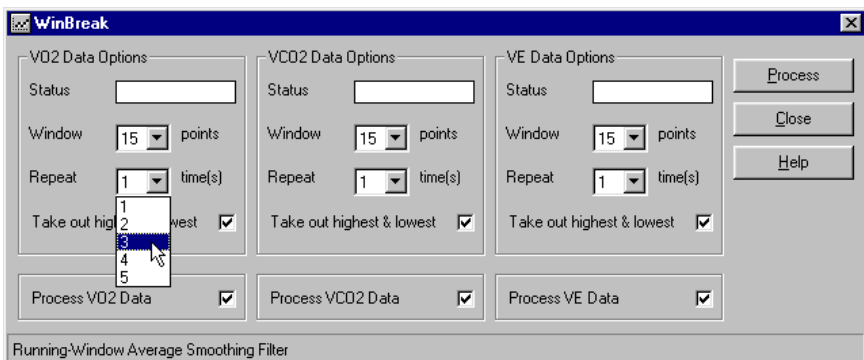 WinBreak
VO2 Data Options
Status
Window 15 points
Repeat 1 time(s)
1
2
3
4
5
Take out hig west
Process VO2 Data
VCO2 Data Options
Status
Window 15 points
Repeat 1 time(s)
Take out highest & lowest
Process VCO2 Data
VE Data Options
Status
Window 15 points
Repeat 1 time(s)
Take out highest & lowest
Process VE Data
Process
Close
Help
Running-Window Average Smoothing Filter